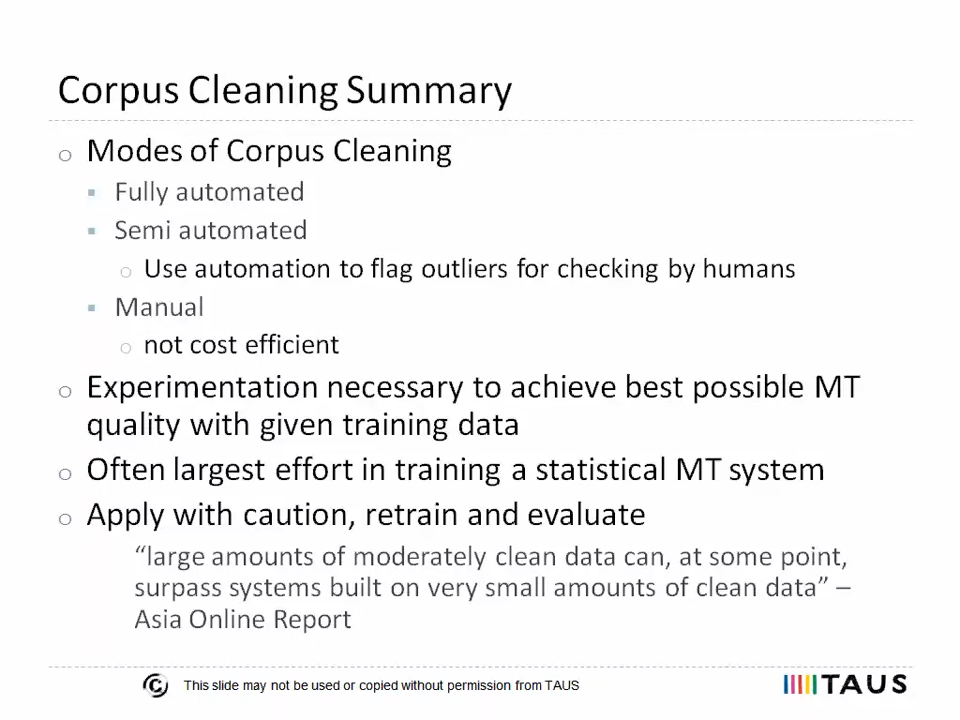 Corpus Cleaning Summary
Modes of Corpus Cleaning
Fully automated
Semi automated
Use automation to flag outliers for checking by humans
Manual
not cost efficient
Experimentation necessary to achieve best possible MT
quality with given training data
Often largest effort in training a statistical MT system
Apply with caution, retrain and evaluate
“large amounts of moderately clean data can, at some point,
surpass systems built on very small amounts of clean data” –
Asia Online Report
This slide may not be used or copied without permission from TAUS
TAUS